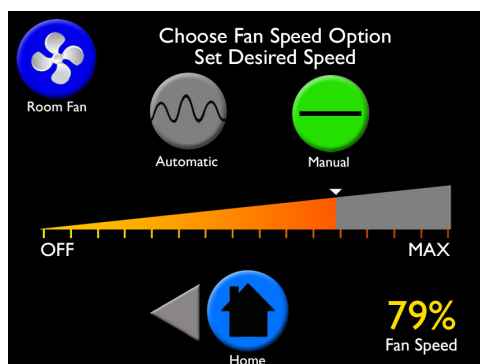 Choose Fan Speed Option
Set Desired Speed
Room Fan
Automatic
Manual
OFF
MAX
79%
Fan Speed
Home